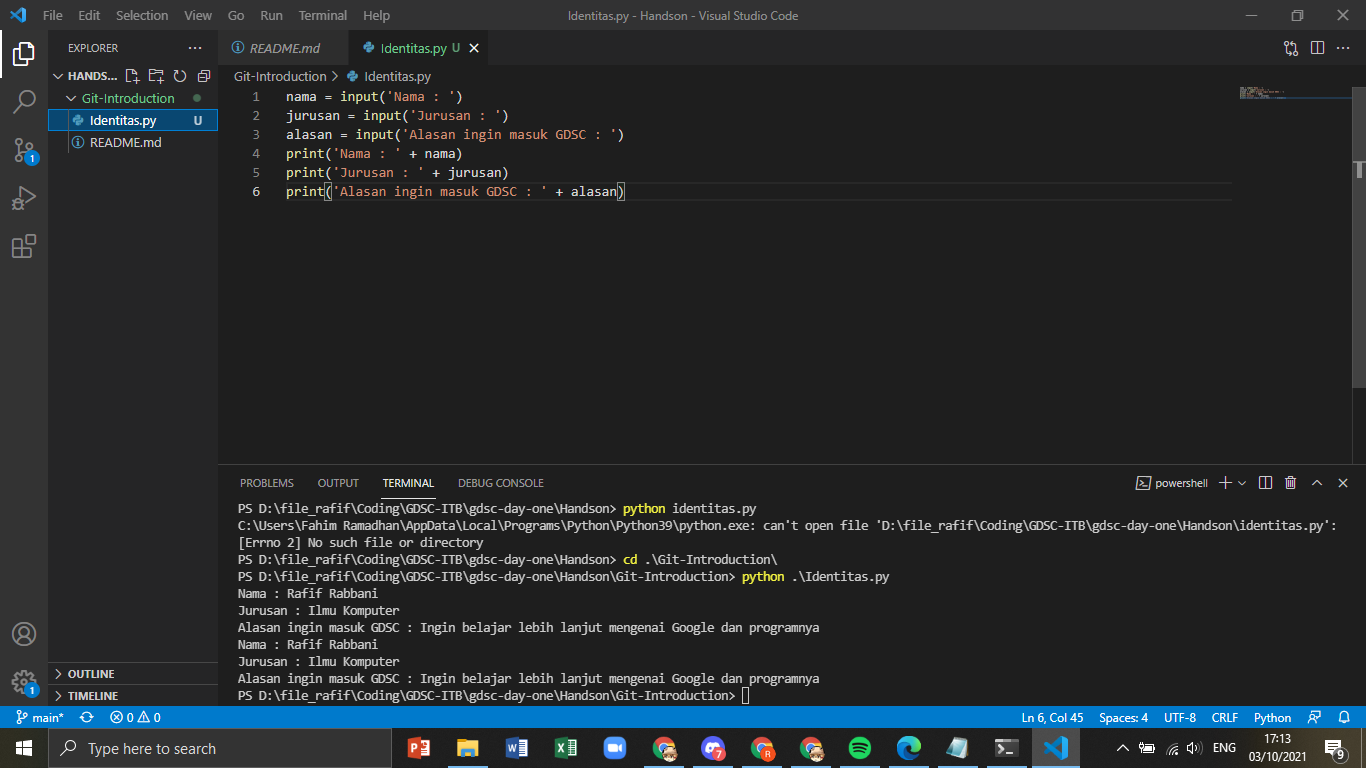 File Edit Selection View Go Run Terminal Help Identitas.py - Handson - Visual Studio Code
EXPLORER
HANDS...
Git-Introduction
Identitas.py U
README.md
README.md Identitas.py U
Git-Introduction > Identitas.py
1 nama = input('Nama : ')
2 jurusan = input('Jurusan : ')
3 alasan = input('Alasan ingin masuk GDSC : ')
4 print('Nama : ' + nama)
5 print('Jurusan : ' + jurusan)
6 print('Alasan ingin masuk GDSC : ' + alasan)
PROBLEMS OUTPUT TERMINAL DEBUG CONSOLE powershell
PS D:\file_rafif\Coding\GDSC-ITB\gdsc-day-one\Handson> python identitas.py
C:\Users\Fahim Ramadhan\AppData\Local\Programs\Python\Python39\python.exe: can't open file 'D:\file_rafif\Coding\GDSC-ITB\gdsc-day-one\Handson\identitas.py':
[Errno 2] No such file or directory
PS D:\file_rafif\Coding\GDSC-ITB\gdsc-day-one\Handson> cd .\Git-Introduction\
PS D:\file_rafif\Coding\GDSC-ITB\gdsc-day-one\Handson\Git-Introduction> python .\Identitas.py
Nama : Rafif Rabbani
Jurusan : Ilmu Komputer
Alasan ingin masuk GDSC : Ingin belajar lebih lanjut mengenai Google dan programnya
Nama : Rafif Rabbani
Jurusan : Ilmu Komputer
Alasan ingin masuk GDSC : Ingin belajar lebih lanjut mengenai Google dan programnya
PS D:\file_rafif\Coding\GDSC-ITB\gdsc-day-one\Handson\Git-Introduction>
1
1
OUTLINE
TIMELINE
main* 0 0 Ln 6, Col 45 Spaces: 4 UTF-8 CRLF Python
Type here to search 7 R ENG
17:13
03/10/2021
9